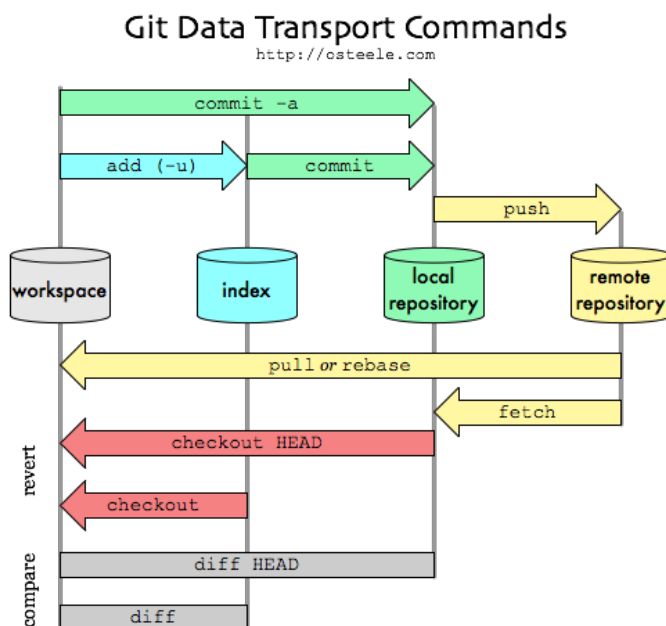 Git Data Transport Commands
http://osteele.com
commit -a
add (-u)
commit
push
workspace
index
local
repository
remote
repository
pull or rebase
fetch
revert
checkout HEAD
checkout
compare
diff HEAD
diff